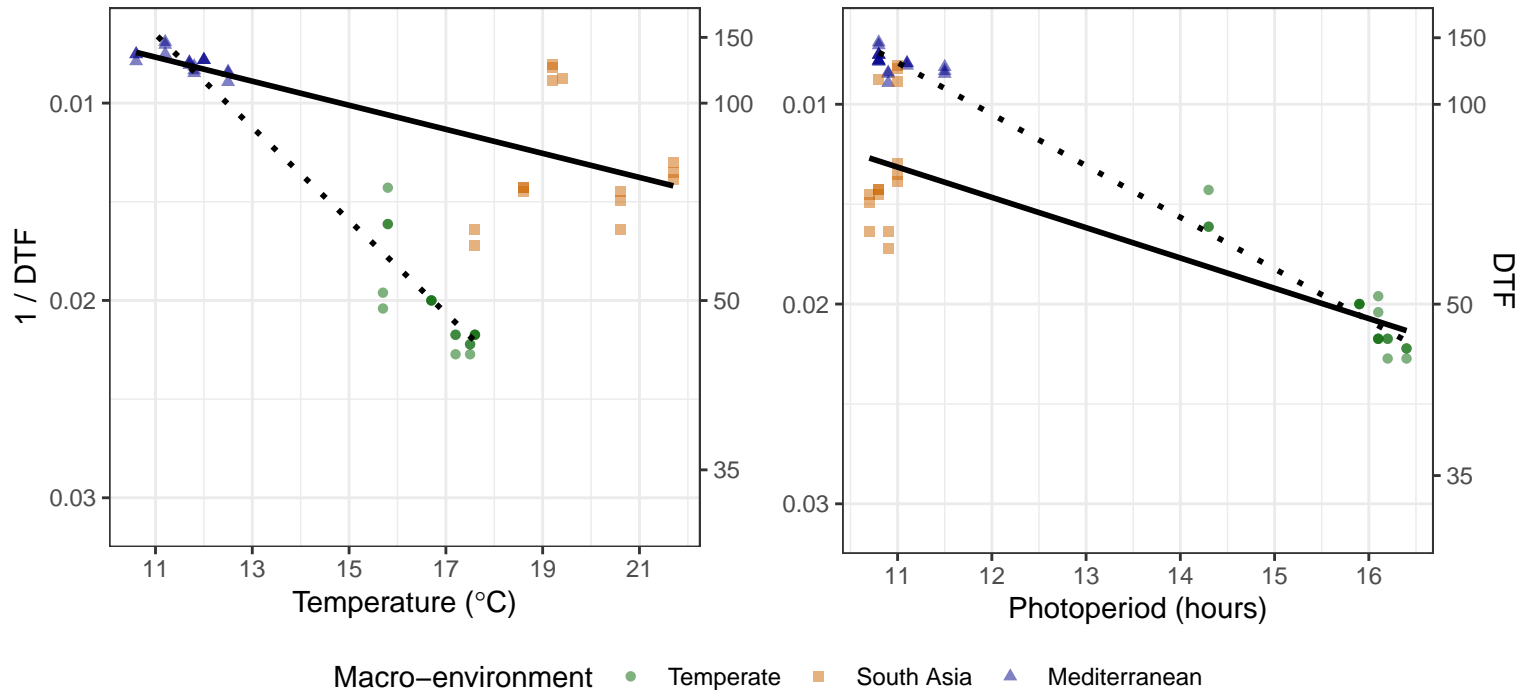 1 / DTF
0.01
0.02
0.03
150
100
50
35
11 13 15 17 19 21
Temperature (°C)
0.01
0.02
0.03
150
100
50
35
DTF
11 12 13 14 15 16
Photoperiod (hours)
Macro−environment Temperate South Asia Mediterranean